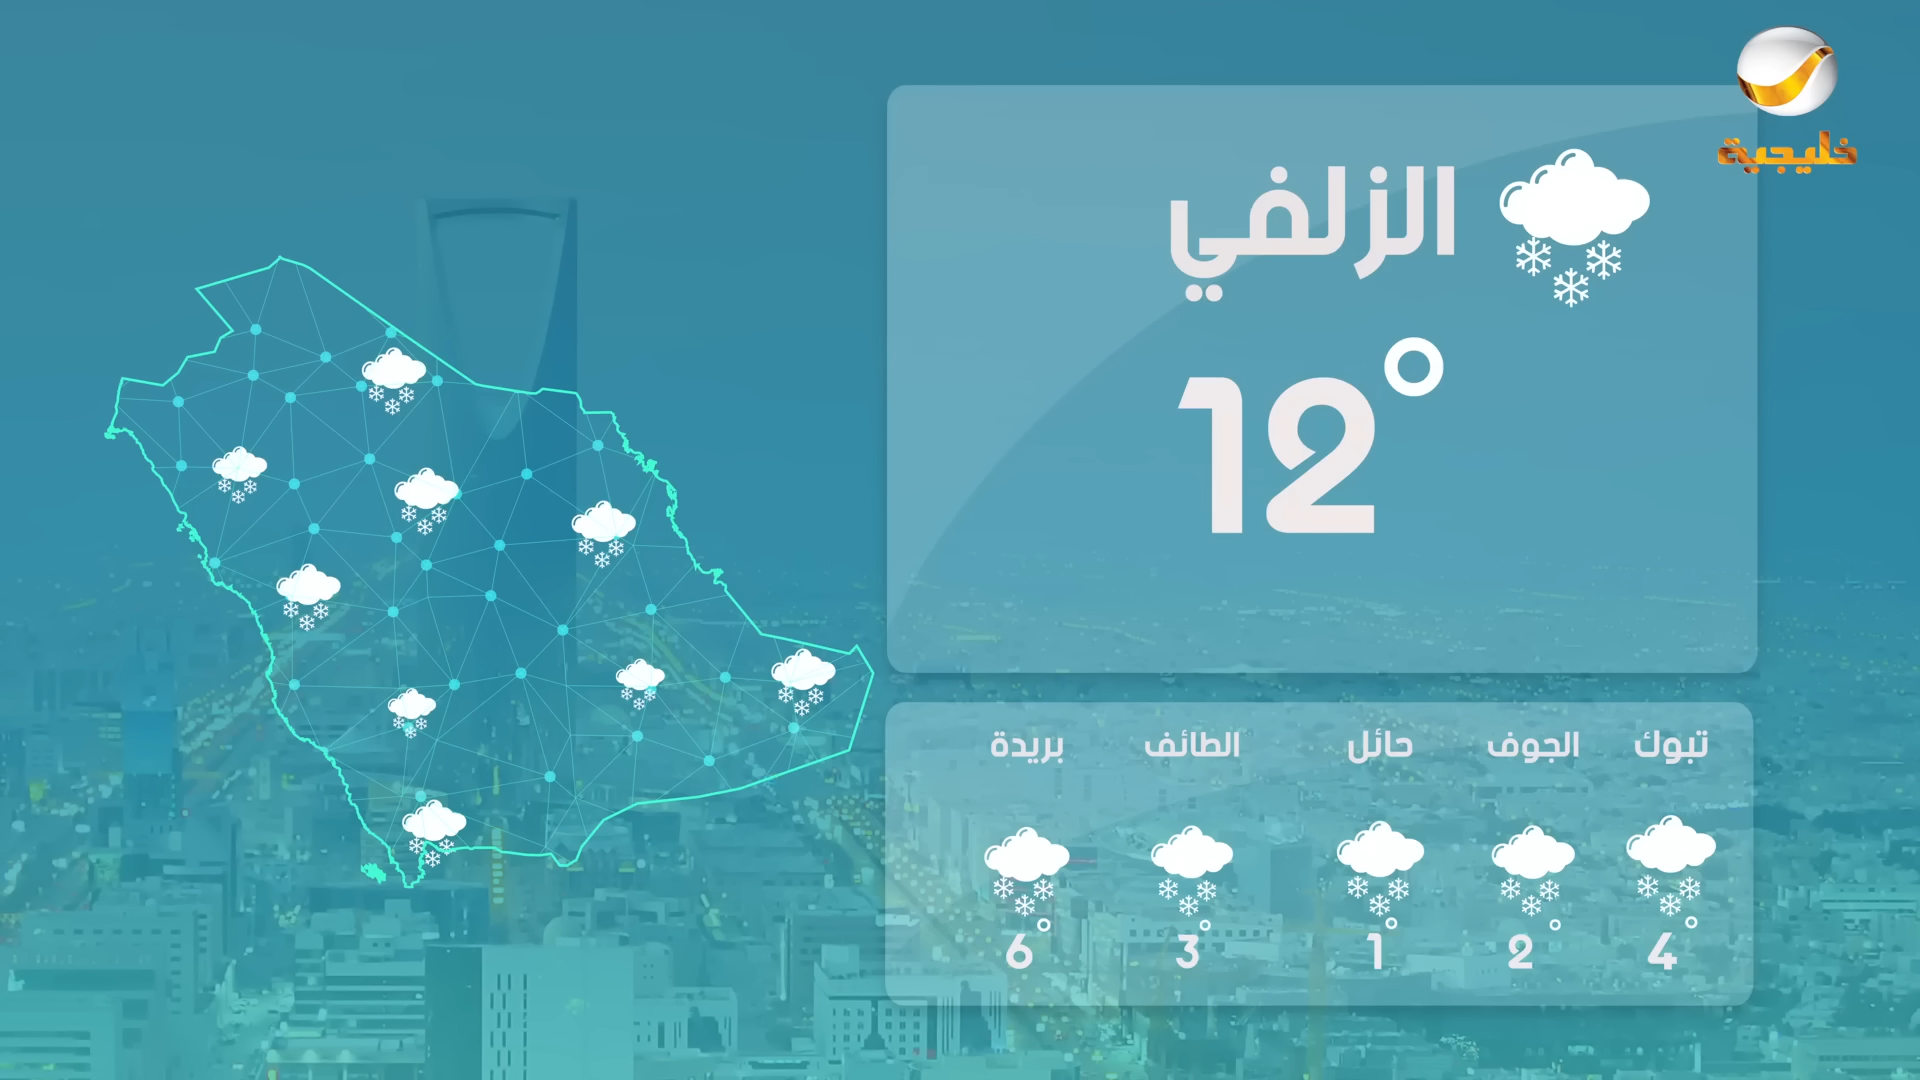 خليجية
الزلفي
12°
تبوك
الجوف
حائل
الطائف
بريدة
4°
2°
1°
3°
6°